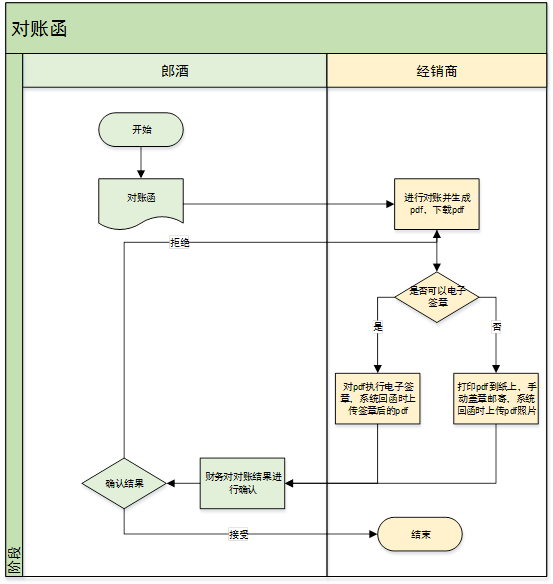 对账函
郎酒
经销商
开始
对账函
进行对账并生成
pdf，下载pdf
拒绝
是否可以电子
签章
是
否
对pdf执行电子签
章，系统回函时上
传签章后的pdf
打印pdf到纸上，手
动盖章邮寄，系统
回函时上传pdf照片
财务对对账结果进
行确认
确认结果
接受
结束
阶段